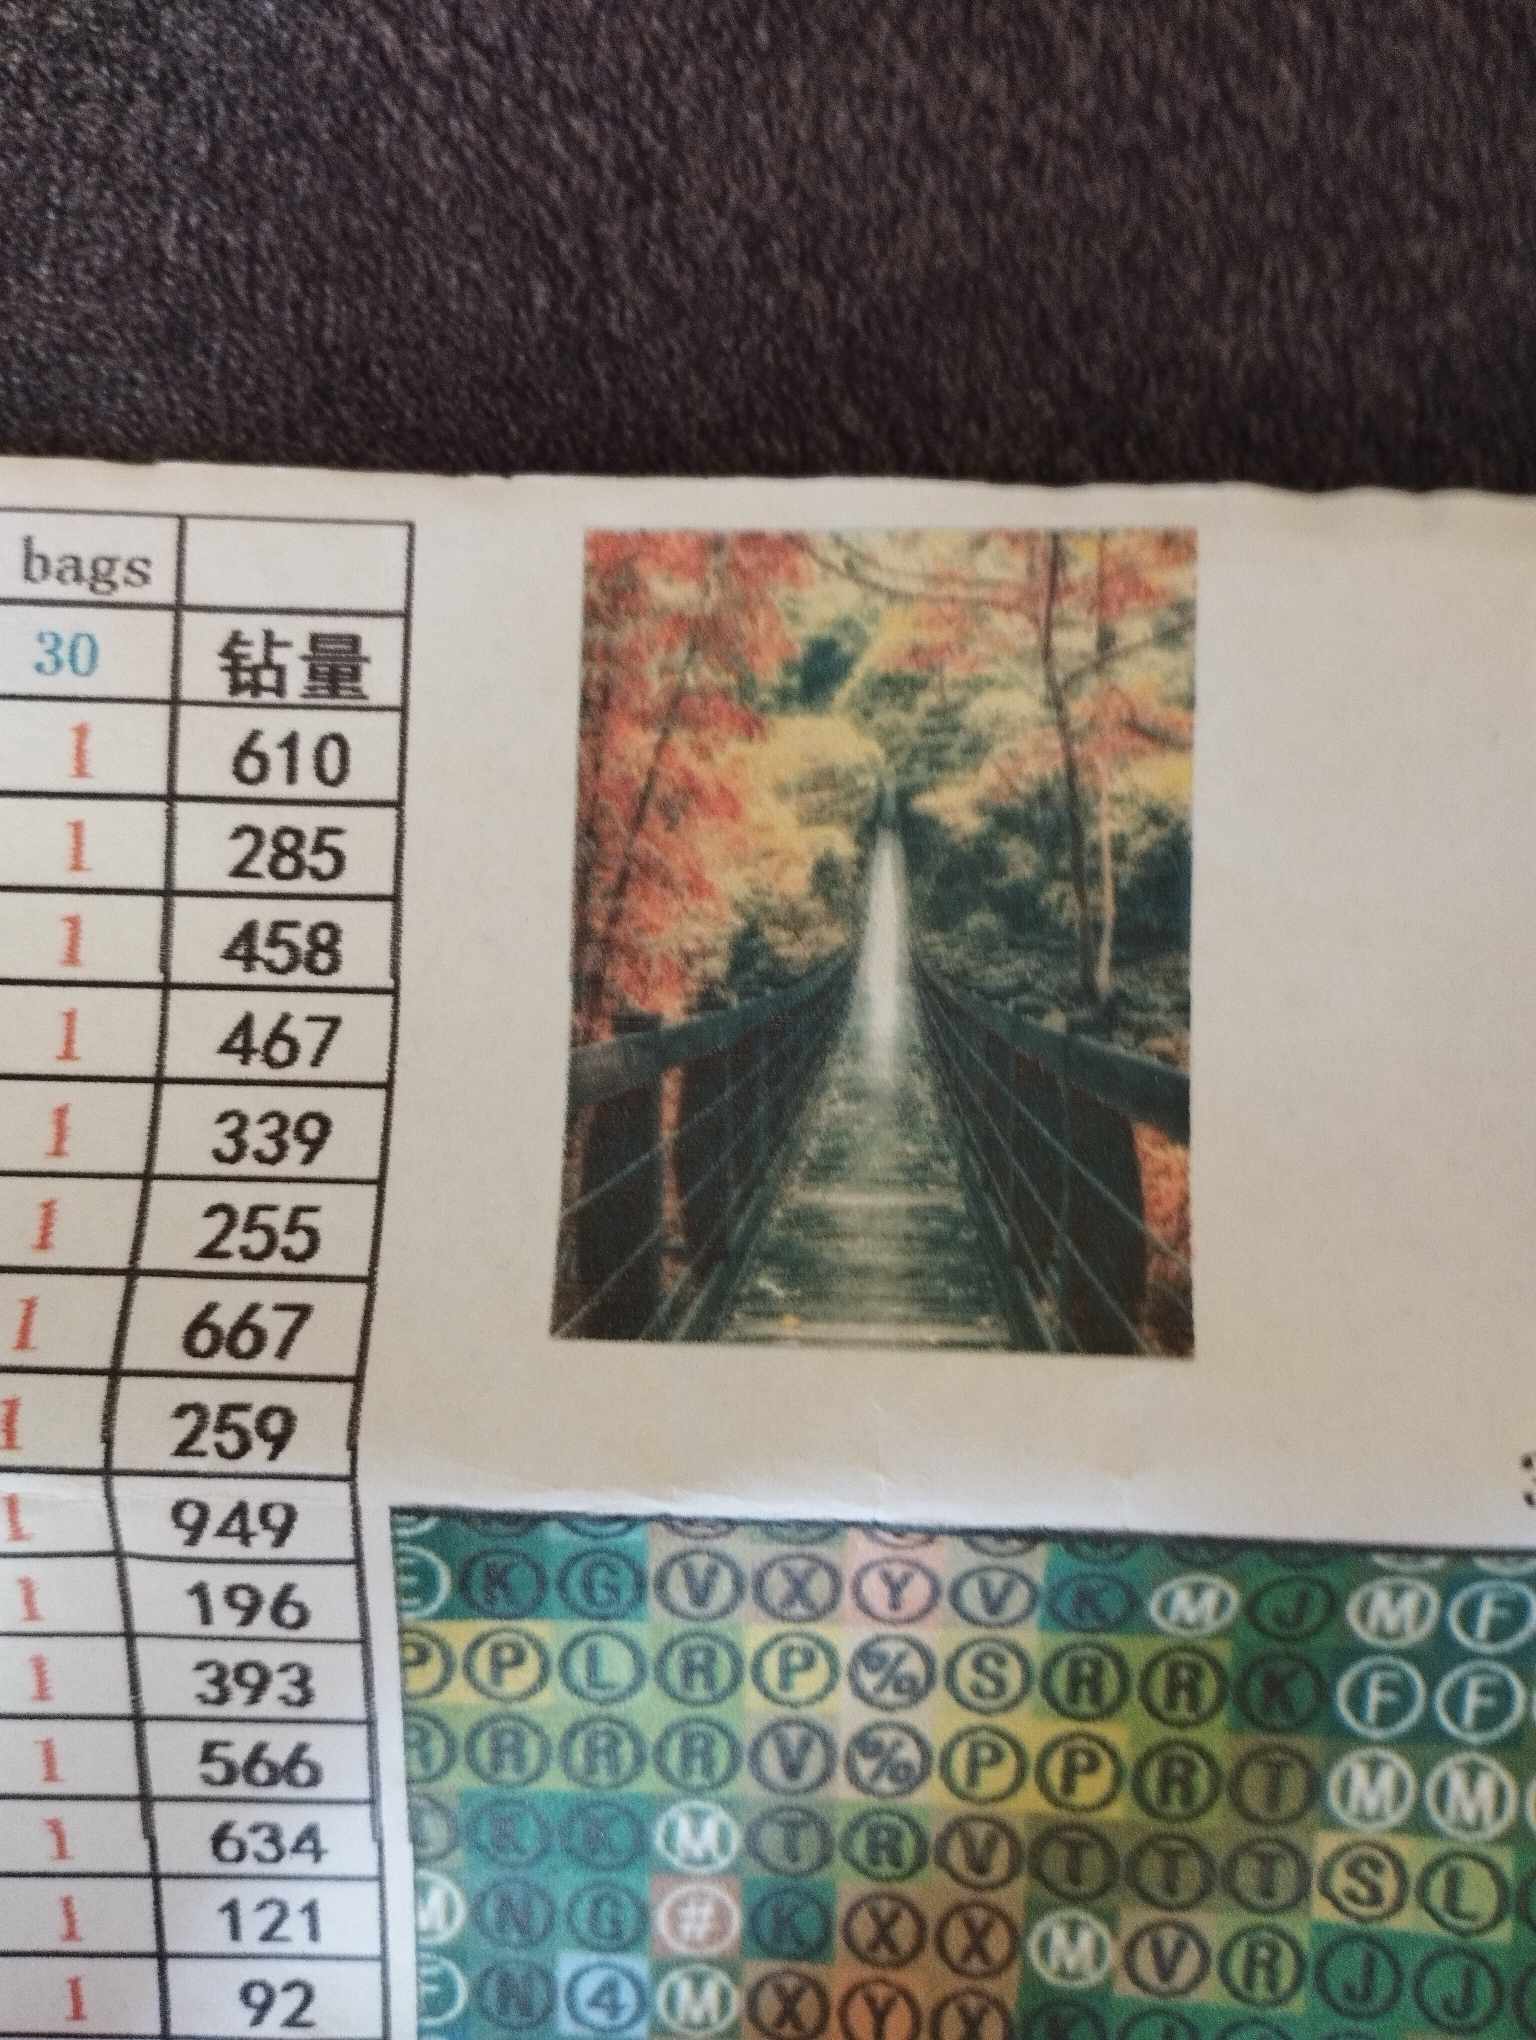 bags
30 钻量
1 610
1 285
1 458
1 467
1 339
1 255
1 667
1 259
1 949
1 196
1 393
1 566
1 634
1 121
1 92
E K G V X Y V K M J M F
P P L R P % S R R K F F
R R R R V % P P R T M M
K K M T R V T T T S L
M N G # K X X M V R J J
F N 4 M X Y X